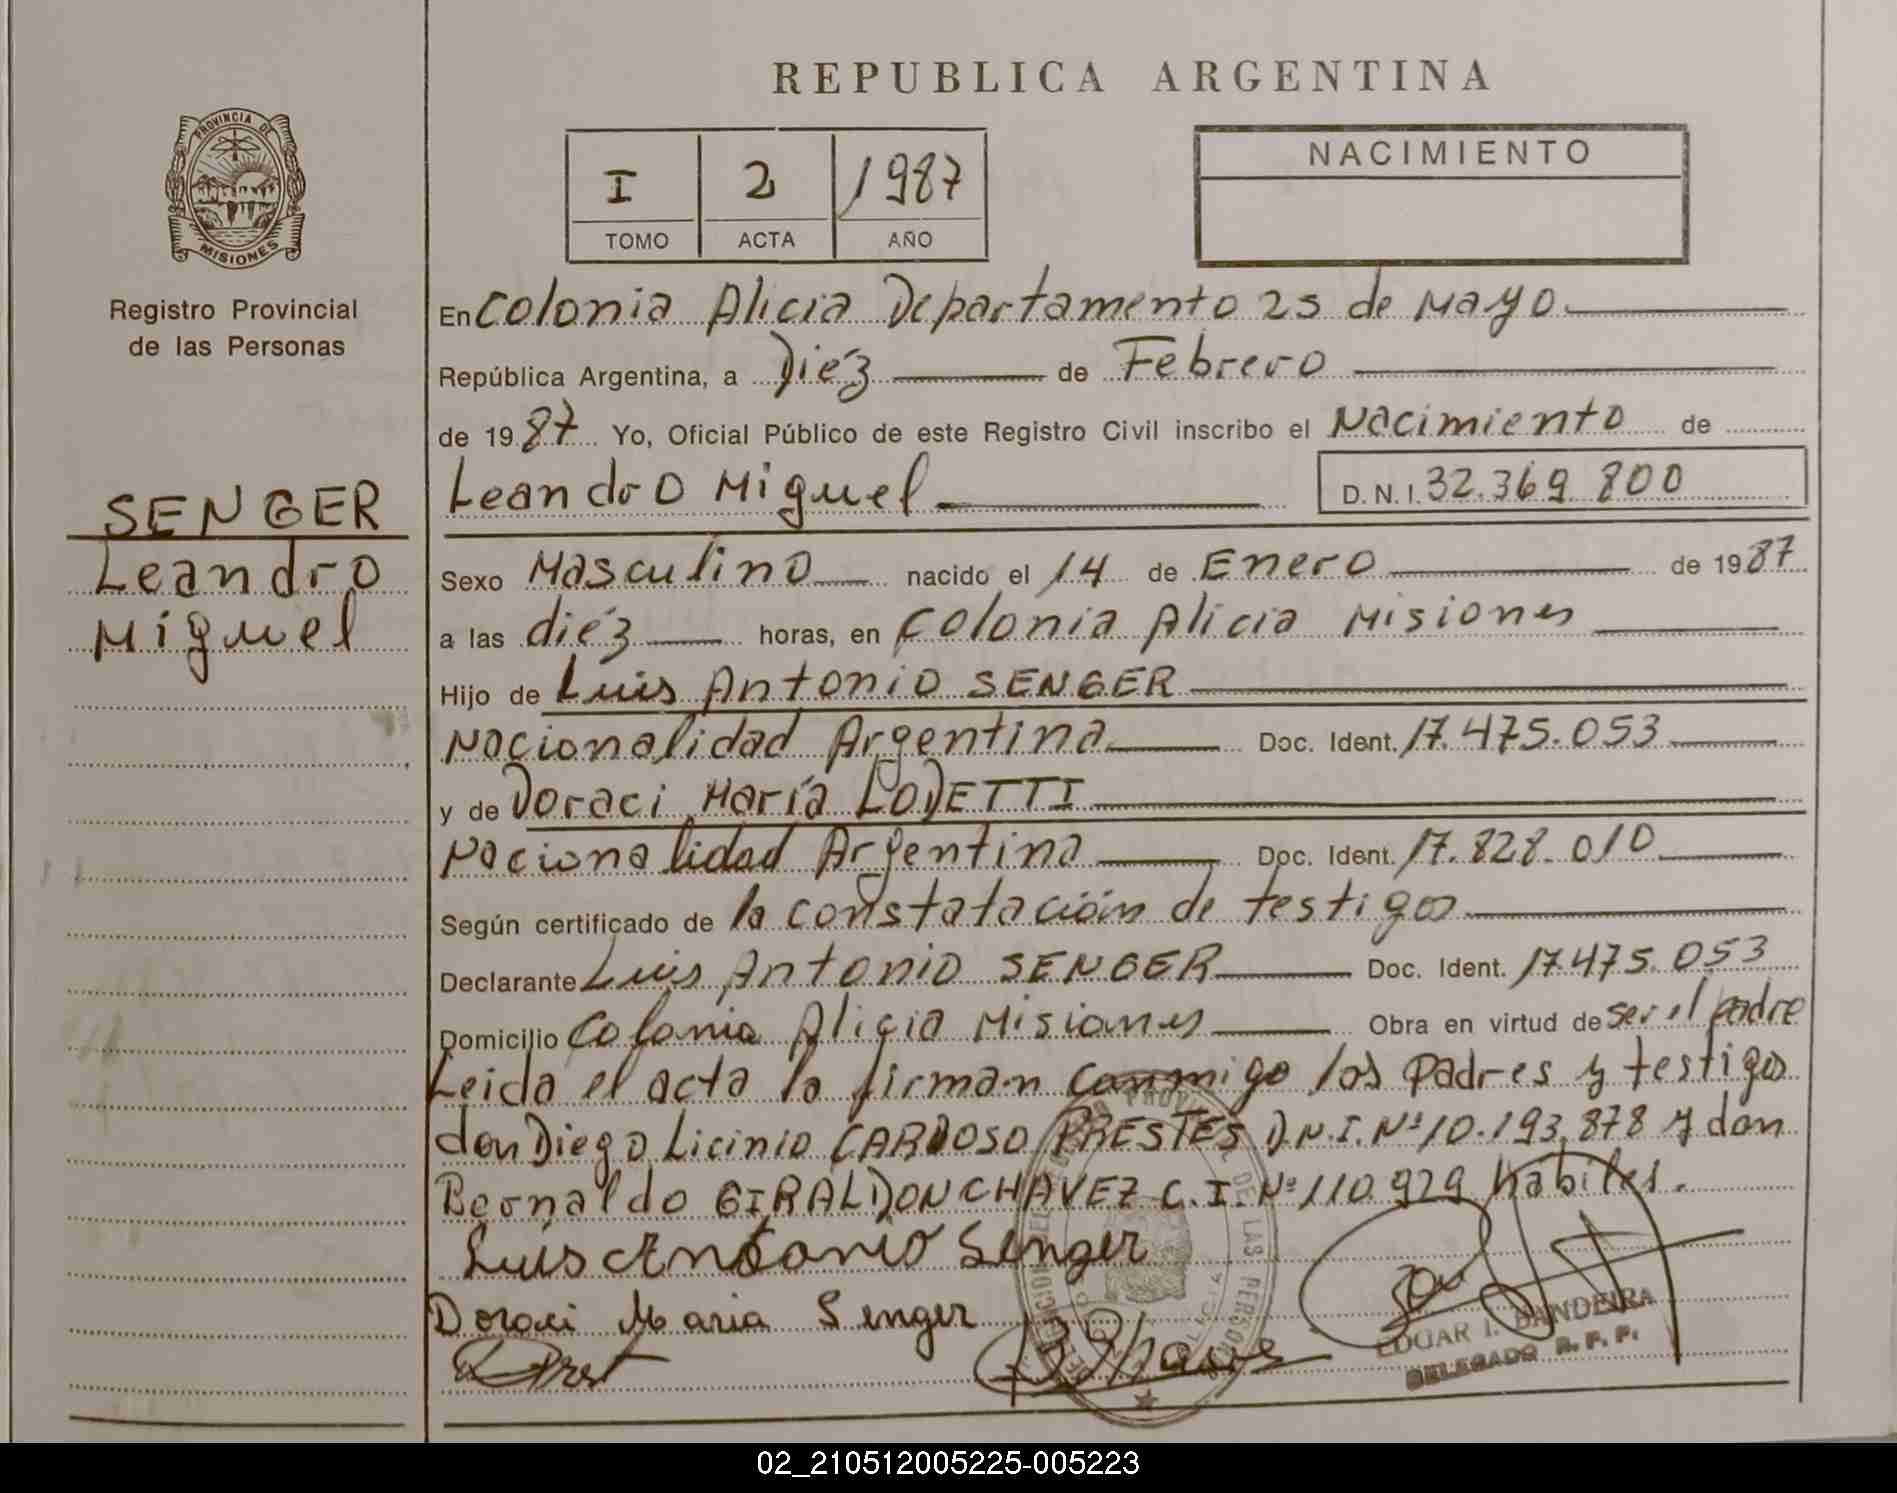 REPUBLICA ARGENTINA
PROVINCIA DE
MISIONES
Registro Provincial
de las Personas
SENGER
Leandro
Miguel
I 2 1987
TOMO ACTA AÑO
NACIMIENTO
En Colonia Alicia Departamento 25 de Mayo
República Argentina, a Diéz de Febrero
de 1987 Yo, Oficial Público de este Registro Civil inscribo el Nacimiento de
Leandro Miguel D.N.I. 32.369.800
Sexo Masculino nacido el 14 de Enero de 1987
a las diéz horas, en Colonia Alicia Misiones
Hijo de Luis Antonio SENGER
Nacionalidad Argentina Doc. Ident. 17.475.053
y de Doraci María LODETTI
Nacionalidad Argentina Doc. Ident. 17.828.010
Según certificado de la constatación de testigos
Declarante Luis Antonio SENGER Doc. Ident. 17.475.053
Domicilio Colonia Alicia Misiones Obra en virtud de ser el padre
Leida el acta la firman conmigo los padres y testigos
don Diego Licinio CARDOSO PRESTES D.N.I. Nº 10.193.878 y don
Bernaldo GIRALDON CHAVEZ C.I. Nº 110.929 habiles.
Luis Antonio Senger
Doraci Maria Senger
EDGAR I. BANDEIRA
DELEGADO R. P. P.
02_210512005225-005223